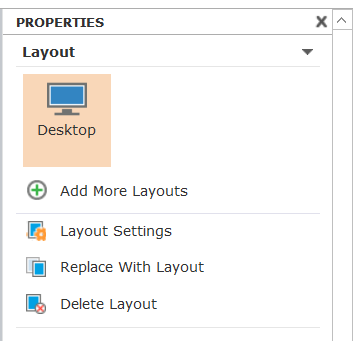 PROPERTIES
Layout
Desktop
Add More Layouts
Layout Settings
Replace With Layout
Delete Layout